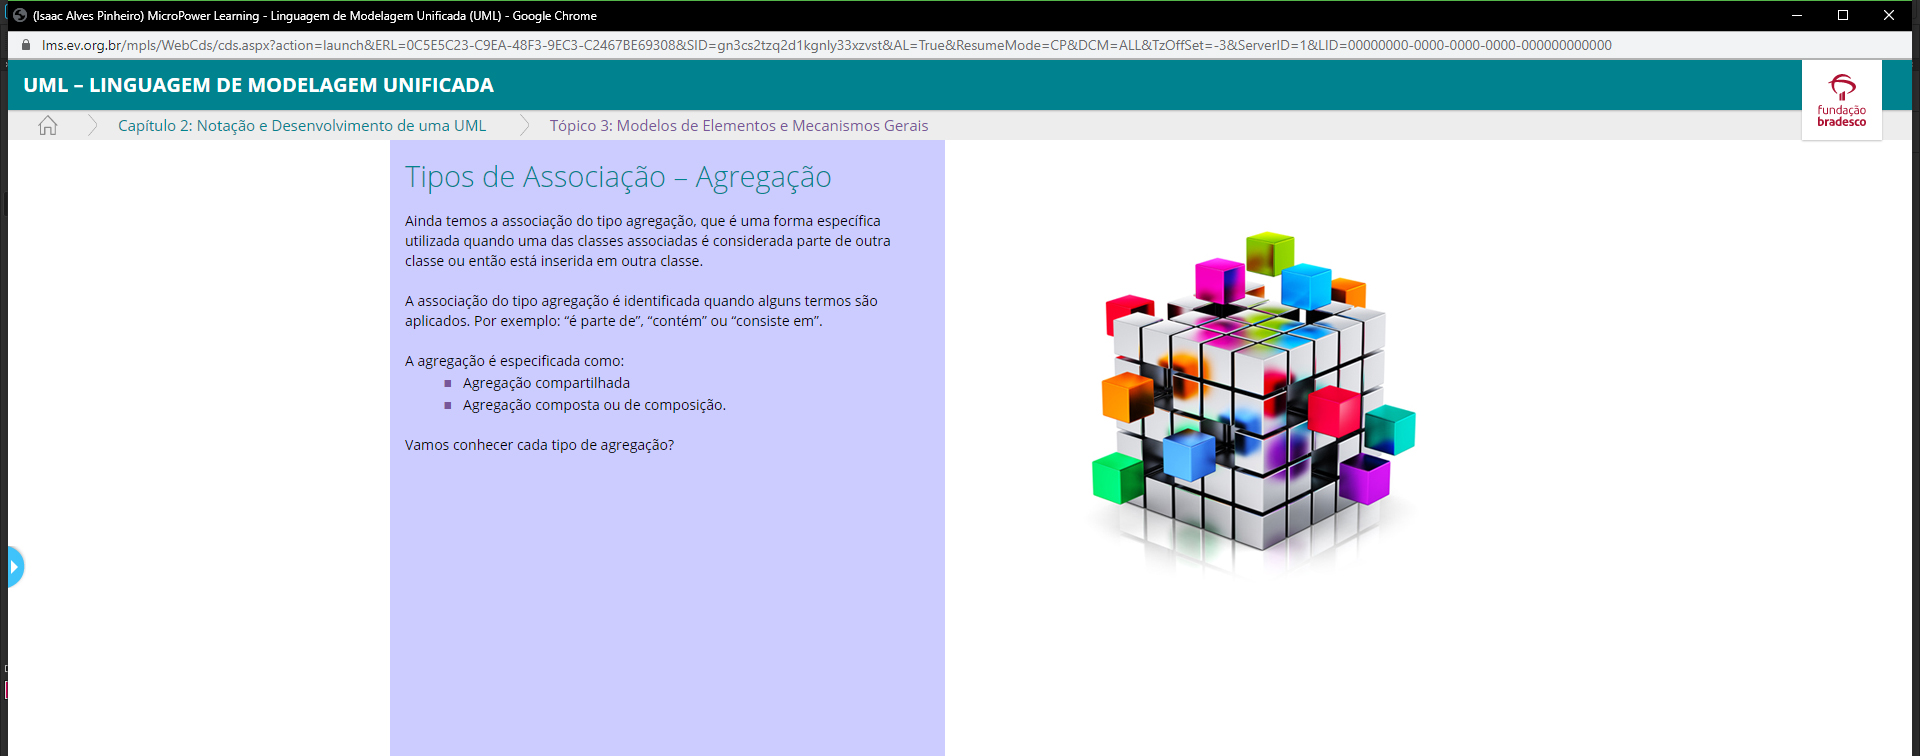 (Isaac Alves Pinheiro) MicroPower Learning - Linguagem de Modelagem Unificada (UML) - Google Chrome
lms.ev.org.br/mpls/WebCds/cds.aspx?action=launch&ERL=0C5E5C23-C9EA-48F3-9EC3-C2467BE69308&SID=gn3cs2tzq2d1kgnly33xzvst&AL=True&ResumeMode=CP&DCM=ALL&TzOffSet=-3&ServerID=1&LID=00000000-0000-0000-0000-000000000000
UML – LINGUAGEM DE MODELAGEM UNIFICADA
fundação
bradesco
Capítulo 2: Notação e Desenvolvimento de uma UML
Tópico 3: Modelos de Elementos e Mecanismos Gerais
Tipos de Associação – Agregação
Ainda temos a associação do tipo agregação, que é uma forma específica
utilizada quando uma das classes associadas é considerada parte de outra
classe ou então está inserida em outra classe.
A associação do tipo agregação é identificada quando alguns termos são
aplicados. Por exemplo: “é parte de”, “contém” ou “consiste em”.
A agregação é especificada como:
Agregação compartilhada
Agregação composta ou de composição.
Vamos conhecer cada tipo de agregação?